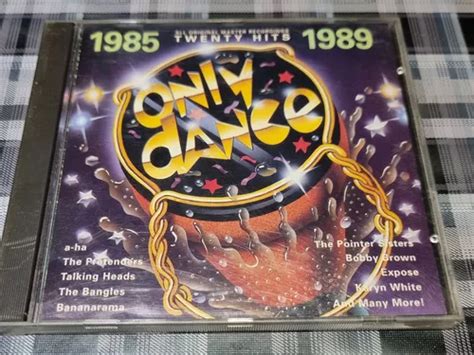 ALL ORIGINAL MASTER RECORDINGS
1985 TWENTY HITS 1989
ONLY
DANCE
a-ha
The Pretenders
Talking Heads
The Bangles
Bananarama
The Pointer Sisters
Bobby Brown
Expose
Karyn White
And Many More!